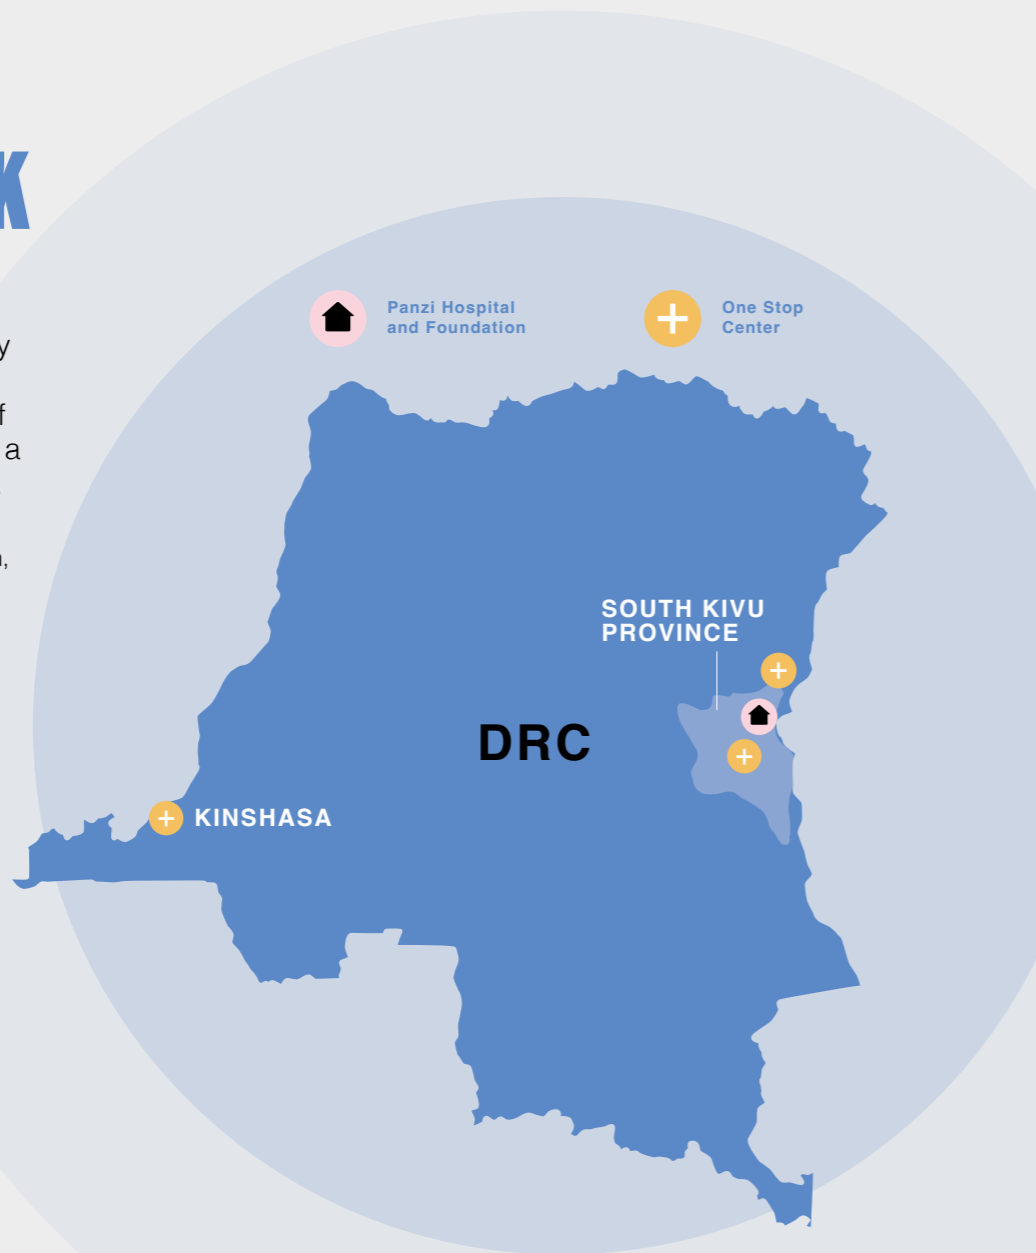 K
y
f
a
,
Panzi Hospital
and Foundation
One Stop
Center
SOUTH KIVU
PROVINCE
DRC
KINSHASA